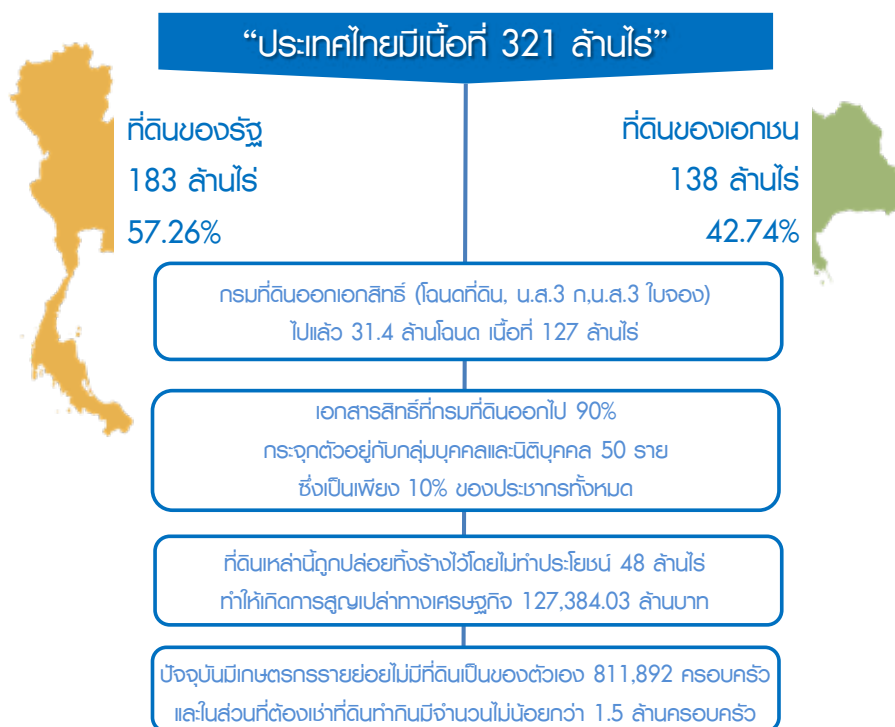 “ประเทศไทยมีเนื้อที่ 321 ล้านไร่”
ที่ดินของรัฐ
183 ล้านไร่
57.26%
ที่ดินของเอกชน
138 ล้านไร่
42.74%
กรมที่ดินออกเอกสิทธิ์ (โฉนดที่ดิน, น.ส.3 ก,น.ส.3 ใบจอง)
ไปแล้ว 31.4 ล้านโฉนด เนื้อที่ 127 ล้านไร่
เอกสารสิทธิ์ที่กรมที่ดินออกไป 90%
กระจุกตัวอยู่กับกลุ่มบุคคลและนิติบุคคล 50 ราย
ซึ่งเป็นเพียง 10% ของประชากรทั้งหมด
ที่ดินเหล่านี้ถูกปล่อยทิ้งร้างไว้โดยไม่ทำประโยชน์ 48 ล้านไร่
ทำให้เกิดการสูญเปล่าทางเศรษฐกิจ 127,384.03 ล้านบาท
ปัจจุบันมีเกษตรกรรายย่อยไม่มีที่ดินเป็นของตัวเอง 811,892 ครอบครัว
และในส่วนที่ต้องเช่าที่ดินทำกินมีจำนวนไม่น้อยกว่า 1.5 ล้านครอบครัว